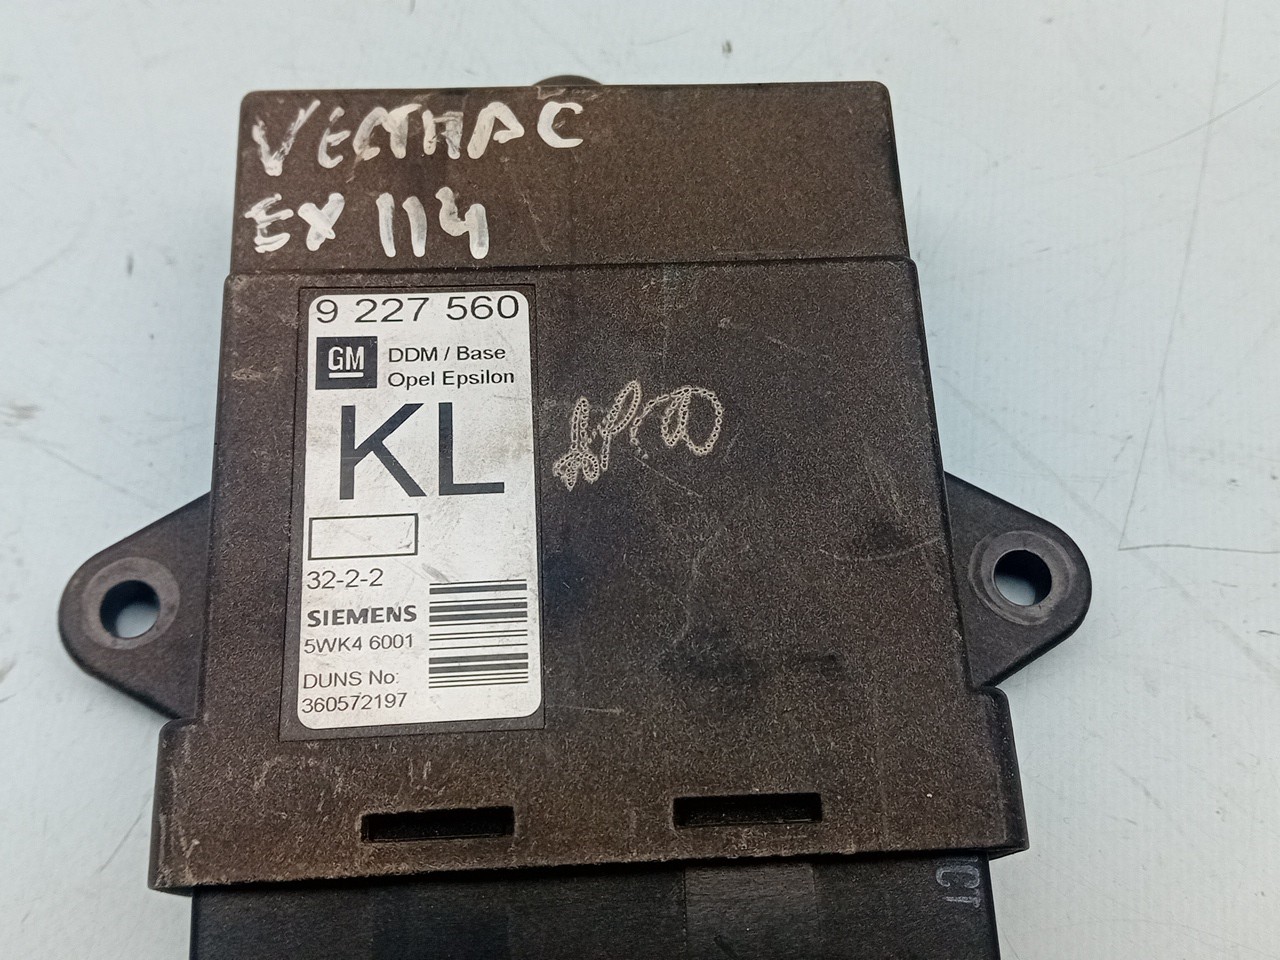 EX 114
9 227 560
GM
DDM / Base
Opel Epsilon
KL
32-2-2
SIEMENS
5WK4 6001
DUNS No:
360572197